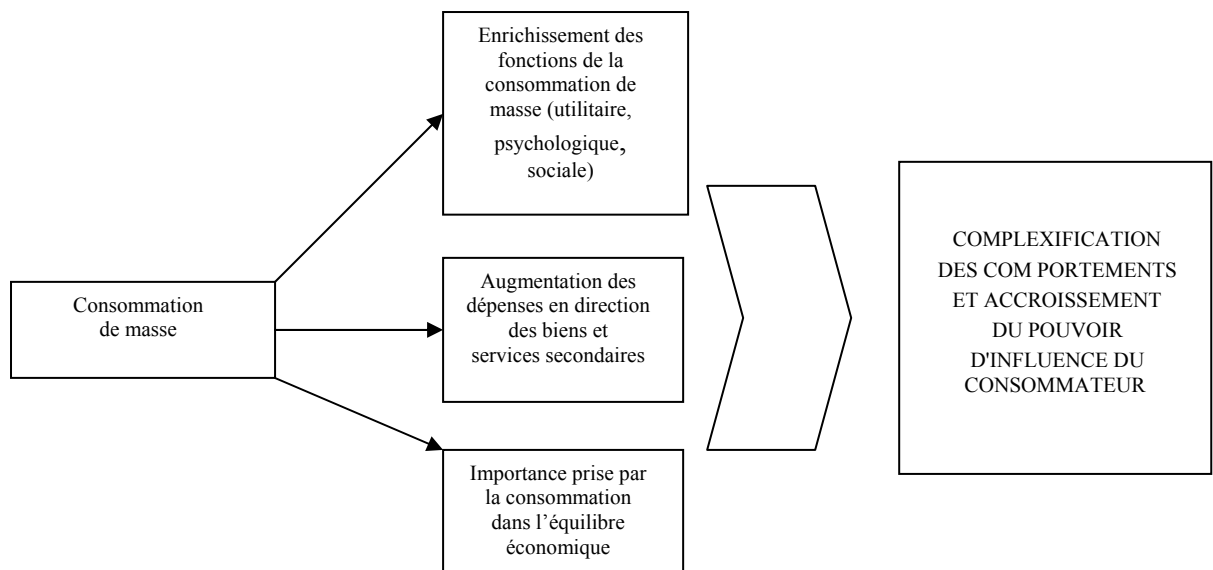 Enrichissement des
fonctions de la
consommation de
masse (utilitaire,
psychologique,
sociale)
Consommation
de masse
Augmentation des
dépenses en direction
des biens et
services secondaires
Importance prise par
la consommation
dans l’équilibre
économique
COMPLEXIFICATION
DES COM PORTEMENTS
ET ACCROISSEMENT
DU POUVOIR
D'INFLUENCE DU
CONSOMMATEUR